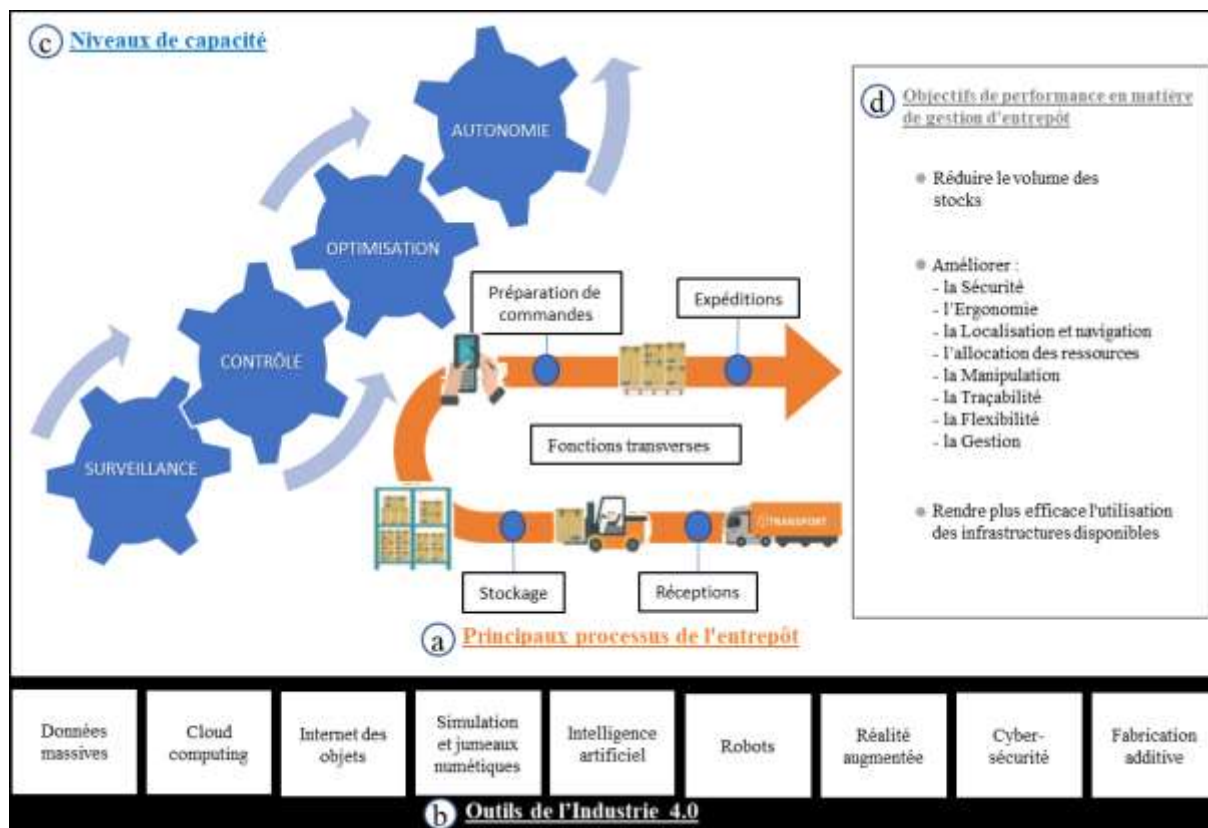 c Niveaux de capacité
AUTONOMIE
OPTIMISATION
CONTRÔLE
SURVEILLANCE
Préparation de
commandes
Expéditions
Fonctions transverses
TRANSPORT
Stockage
Réceptions
a Principaux processus de l'entrepôt
d Objectifs de performance en matière
de gestion d'entrepôt
Réduire le volume des
stocks
Améliorer :
- la Sécurité
- l'Ergonomie
- la Localisation et navigation
- l'allocation des ressources
- la Manipulation
- la Traçabilité
- la Flexibilité
- la Gestion
Rendre plus efficace l'utilisation
des infrastructures disponibles
Données
massives
Cloud
computing
Internet des
objets
Simulation
et jumeaux
numétiques
Intelligence
artificiel
Robots
Réalité
augmentée
Cyber-
sécurité
Fabrication
additive
b Outils de l'Industrie 4.0